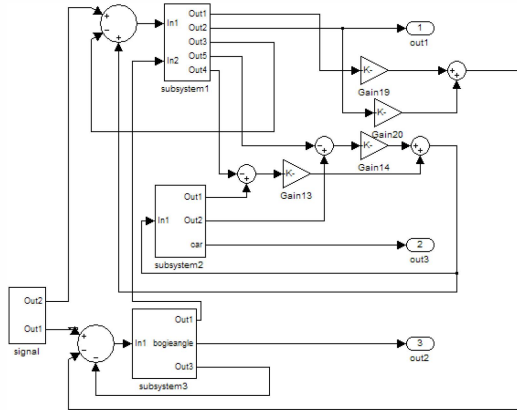 In1
In2
Out1
Out2
Out3
Out5
Out4
subsystem1
1
out1
K-
Gain19
K-
Gain20
K-
Gain14
K-
Gain13
In1
Out1
Out2
car
subsystem2
2
out3
Out2
Out1
signal
In1
Out1
bogieangle
Out3
subsystem3
3
out2